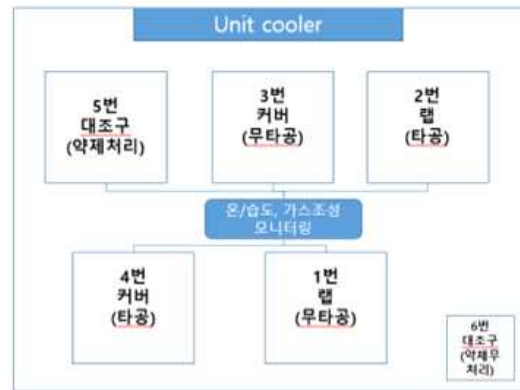 Unit cooler
5번
대조구
(약제처리)
3번
커버
(무타공)
2번
랩
(타공)
온/습도, 가스조성
모니터링
4번
커버
(타공)
1번
랩
(무타공)
6번
대조구
(약제무
처리)